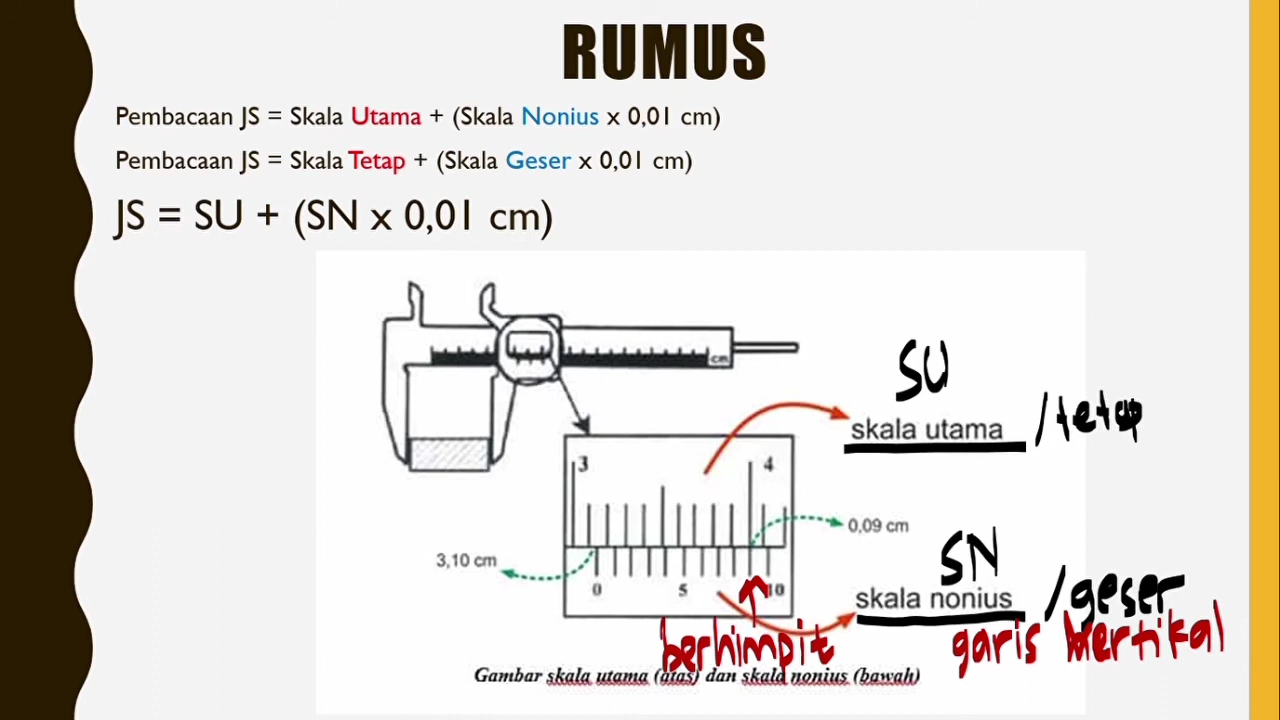 RUMUS
Pembacaan JS = Skala Utama + (Skala Nonius x 0,01 cm)
Pembacaan JS = Skala Tetap + (Skala Geser x 0,01 cm)
JS = SU + (SN x 0,01 cm)
cm
SU
skala utama /tetap
3 4
0,09 cm
3,10 cm
SN
0 5 10
skala nonius /geser
berhimpit garis vertikal
Gambar skala utama (atas) dan skala nonius (bawah)